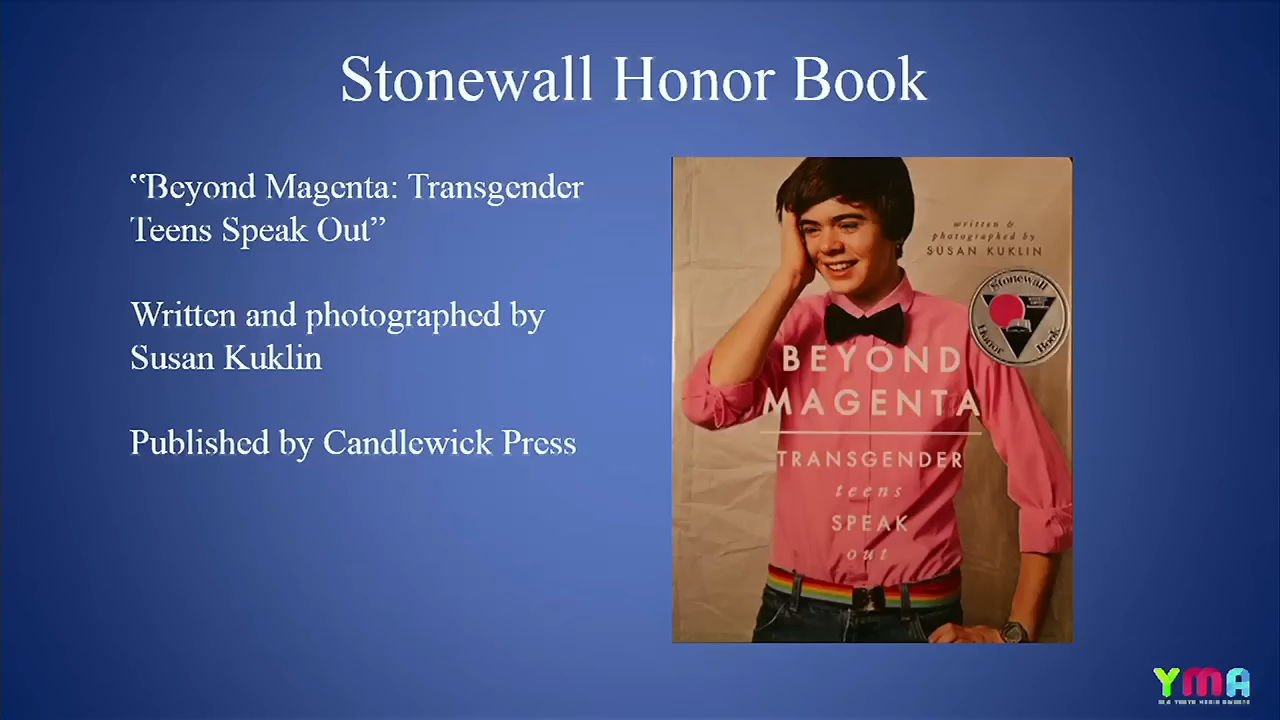 Stonewall Honor Book
“Beyond Magenta: Transgender
Teens Speak Out”
Written and photographed by
Susan Kuklin
Published by Candlewick Press
written &
photographed by
SUSAN KUKLIN
Stonewall
Honor Book
BEYOND
MAGENTA
TRANSGENDER
teens
SPEAK
out
YMA